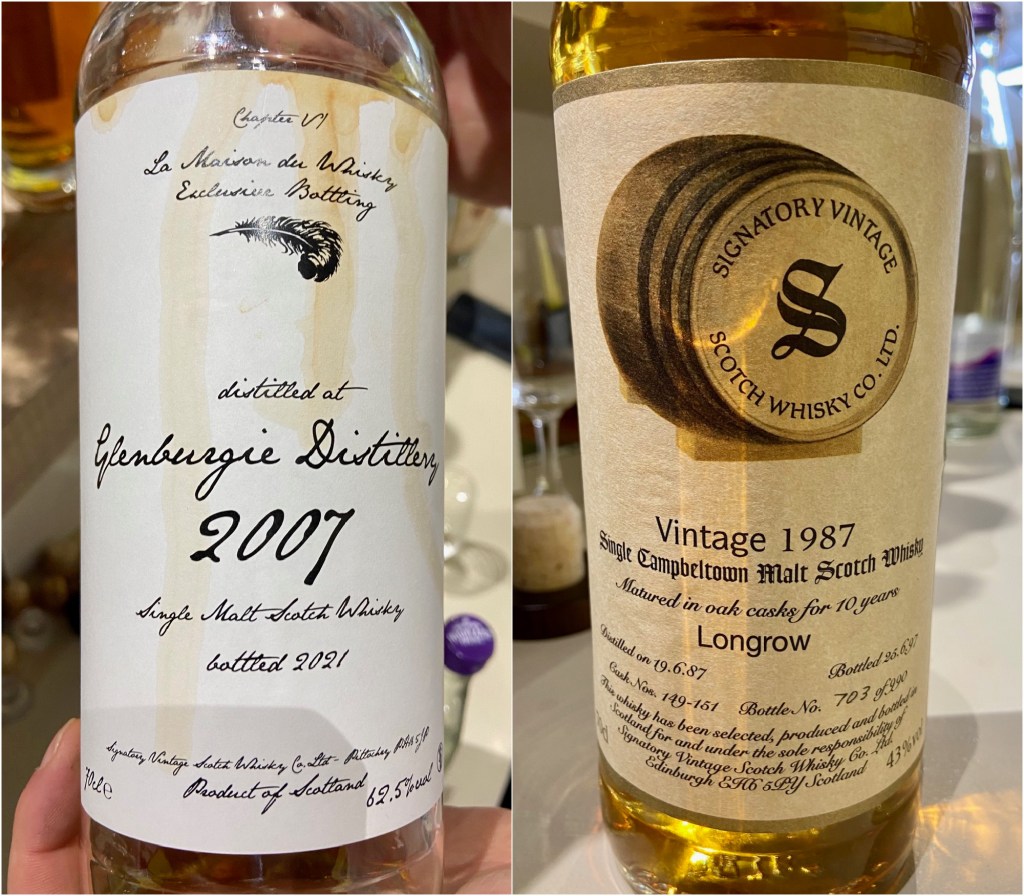 Chapter VI
La Maison du Whisky
Exclusive Bottling
distilled at
Glenburgie Distillery
2007
Single Malt Scotch Whisky
bottled 2021
Signatory Vintage Scotch Whisky Co. Ltd - Pitlochry
Product of Scotland
70cl e
62.5%vol
SIGNATORY VINTAGE
S
SCOTCH WHISKY CO. LTD.
Vintage 1987
Single Campbeltown Malt Scotch Whisky
Matured in oak casks for 10 years
Longrow
Distilled on 19.6.87
Bottled 25.6.97
Cask Nos. 149-151
Bottle No. 703 of 990
This whisky has been selected, produced and bottled in
Scotland for and under the sole responsibility of
Signatory Vintage Scotch Whisky Co. Ltd.
Edinburgh EH6 5PY Scotland
43%vol